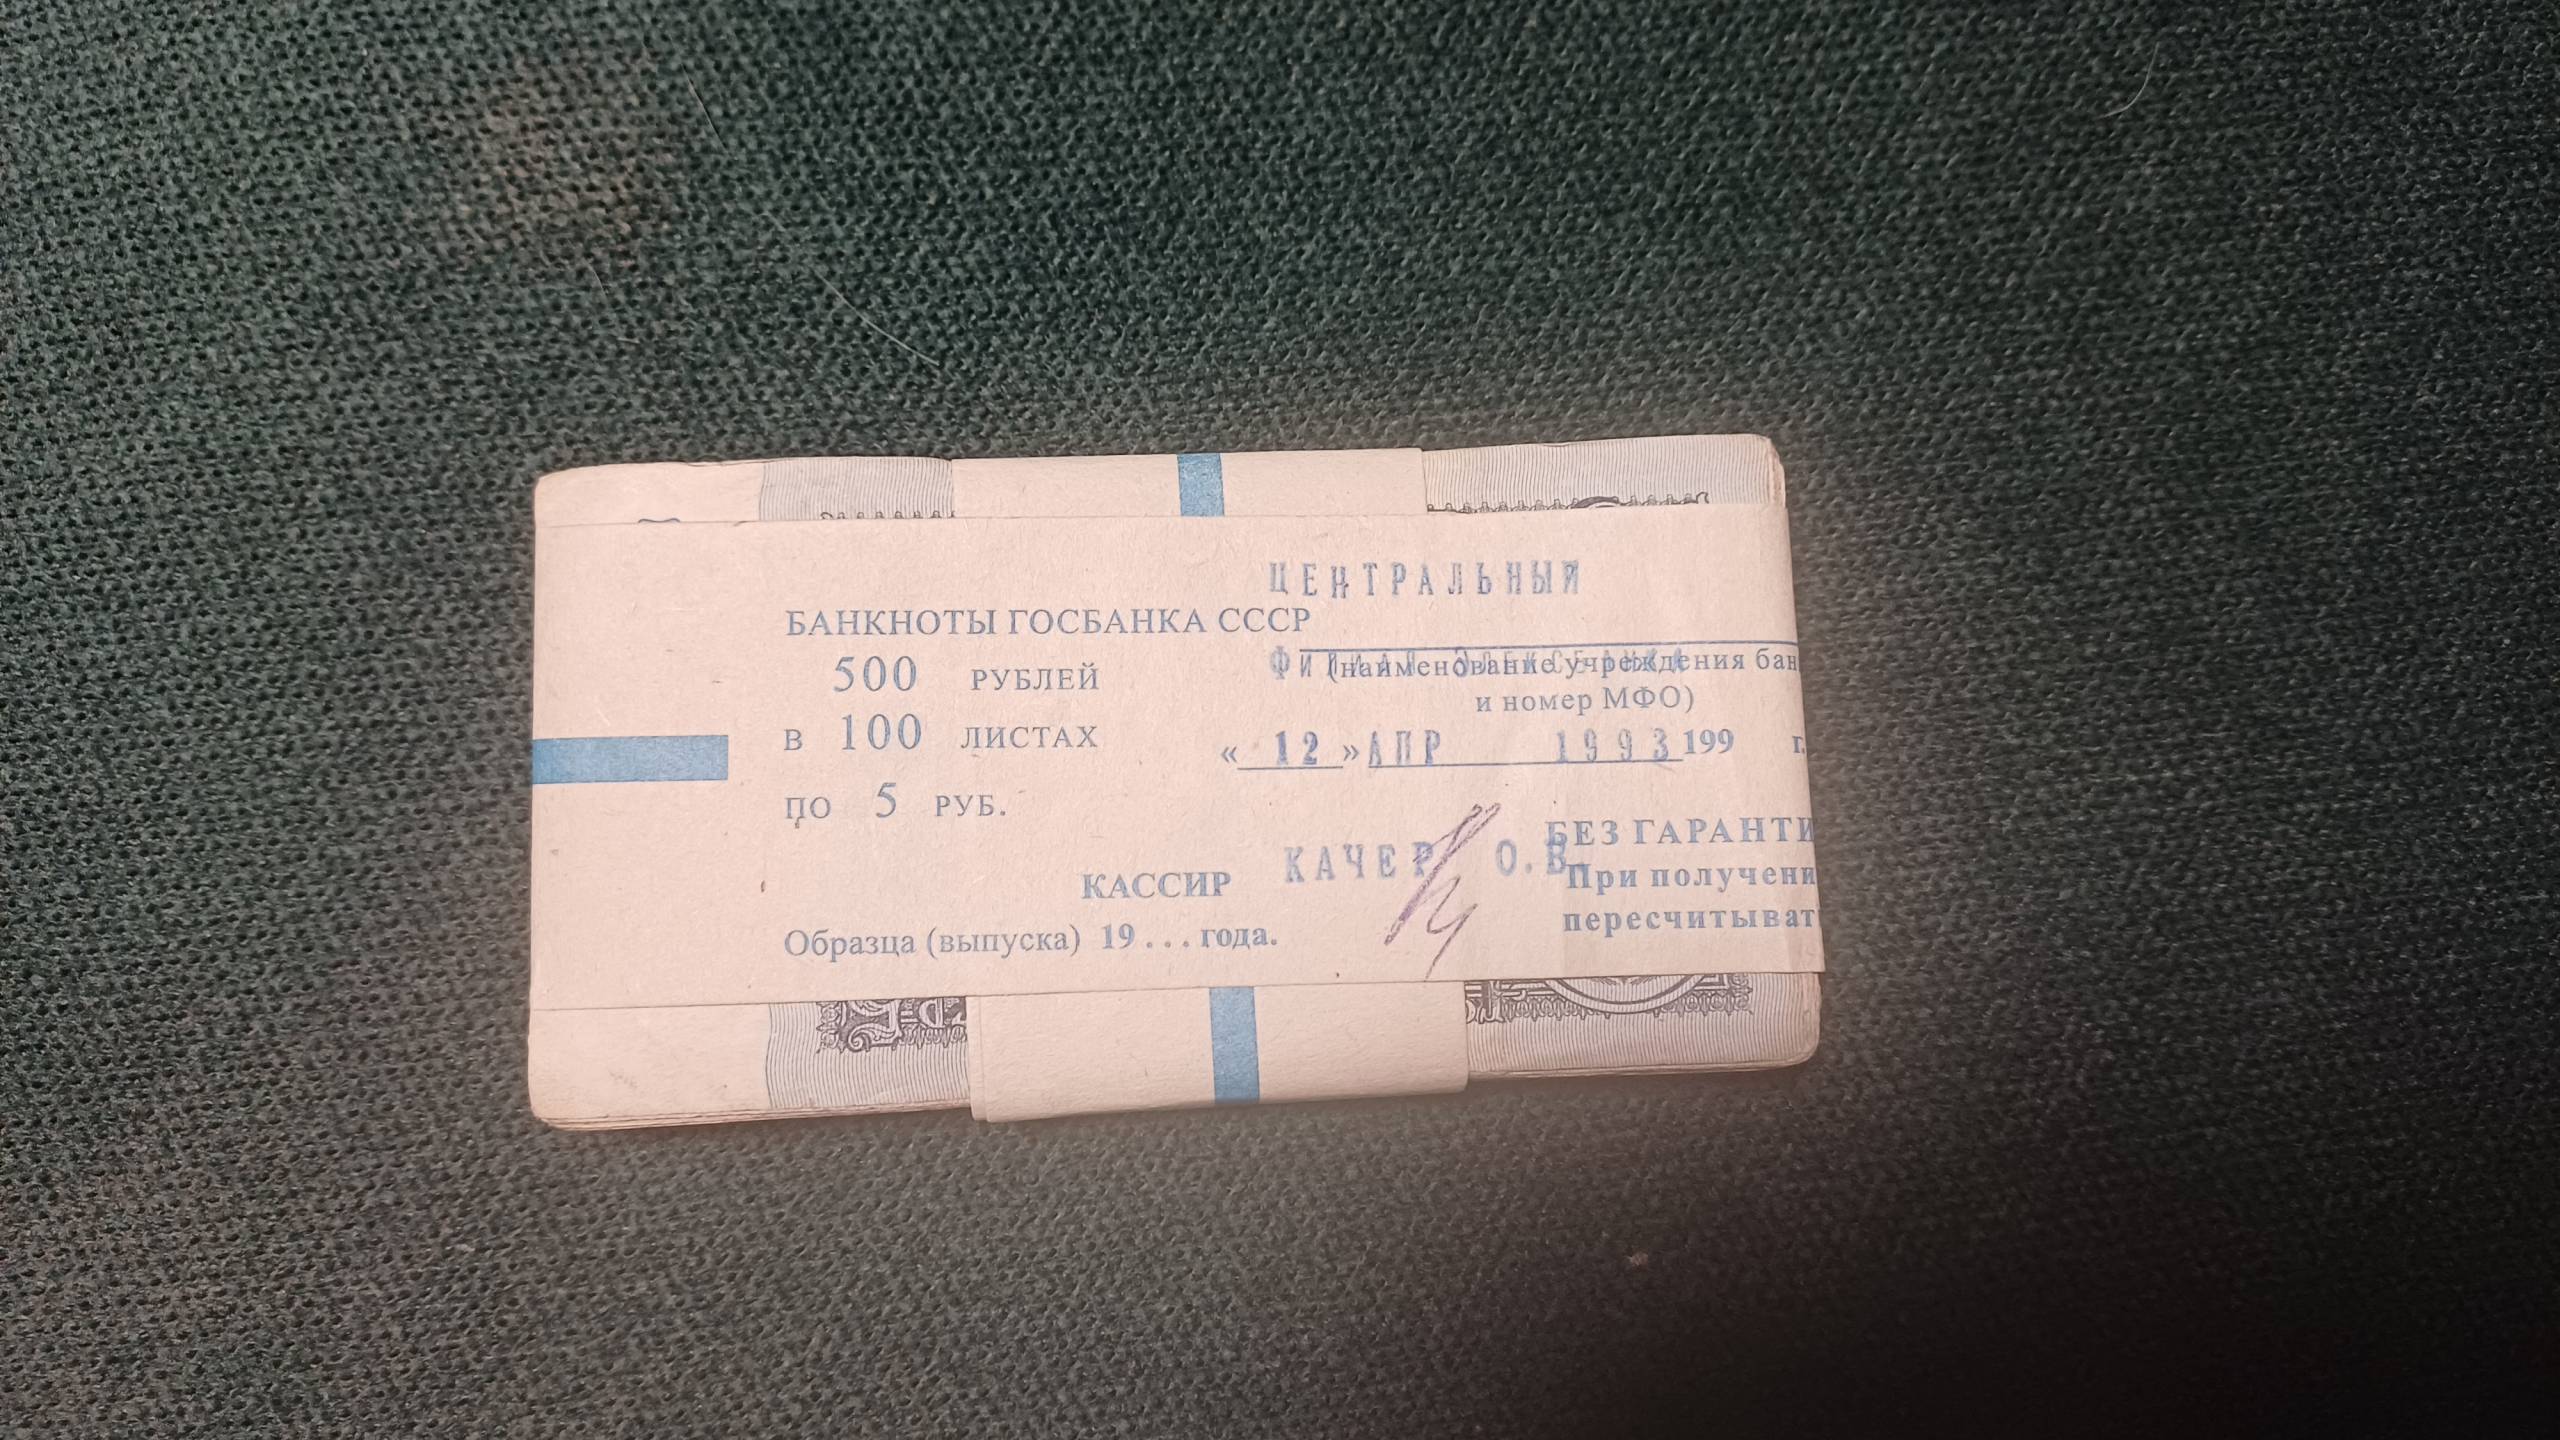 ЦЕНТРАЛЬНЫЙ
БАНКНОТЫ ГОСБАНКА СССР
ФИЛИАЛ
(наименование учреждения бан
и номер МФО)
500 РУБЛЕЙ
В 100 ЛИСТАХ
« 12 » АПР 1993 199 г.
ПО 5 РУБ.
БЕЗ ГАРАНТИ
КАССИР КАЧЕР О.В.
При получени
пересчитыват
Образца (выпуска) 19 ... года.